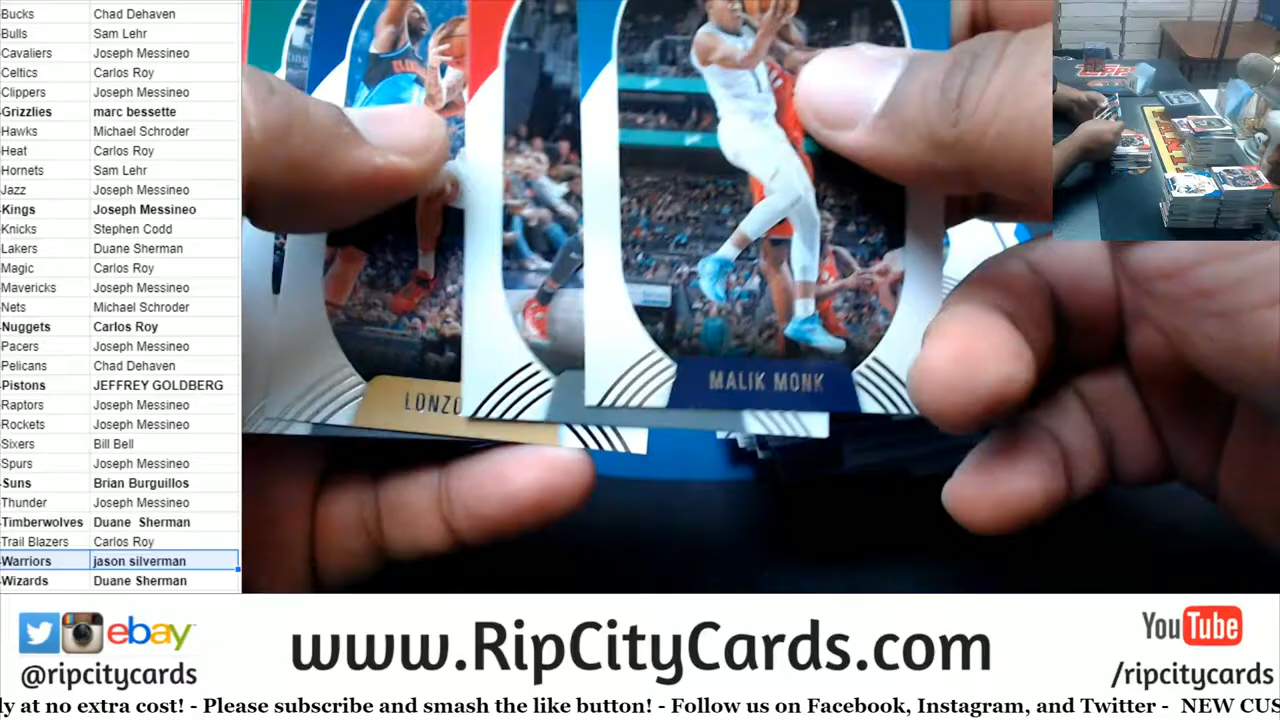 Bucks Chad Dehaven
Bulls Sam Lehr
Cavaliers Joseph Messineo
Celtics Carlos Roy
Clippers Joseph Messineo
Grizzlies marc bessette
Hawks Michael Schroder
Heat Carlos Roy
Hornets Sam Lehr
Jazz Joseph Messineo
Kings Joseph Messineo
Knicks Stephen Codd
Lakers Duane Sherman
Magic Carlos Roy
Mavericks Joseph Messineo
Nets Michael Schroder
Nuggets Carlos Roy
Pacers Joseph Messineo
Pelicans Chad Dehaven
Pistons JEFFREY GOLDBERG
Raptors Joseph Messineo
Rockets Joseph Messineo
Sixers Bill Bell
Spurs Joseph Messineo
Suns Brian Burguillos
Thunder Joseph Messineo
Timberwolves Duane Sherman
Trail Blazers Carlos Roy
Warriors jason silverman
Wizards Duane Sherman
MALIK MONK
LONZO
ebay
@ripcitycards
www.RipCityCards.com
YouTube
/ripcitycards
ly at no extra cost! - Please subscribe and smash the like button! - Follow us on Facebook, Instagram, and Twitter - NEW CUS